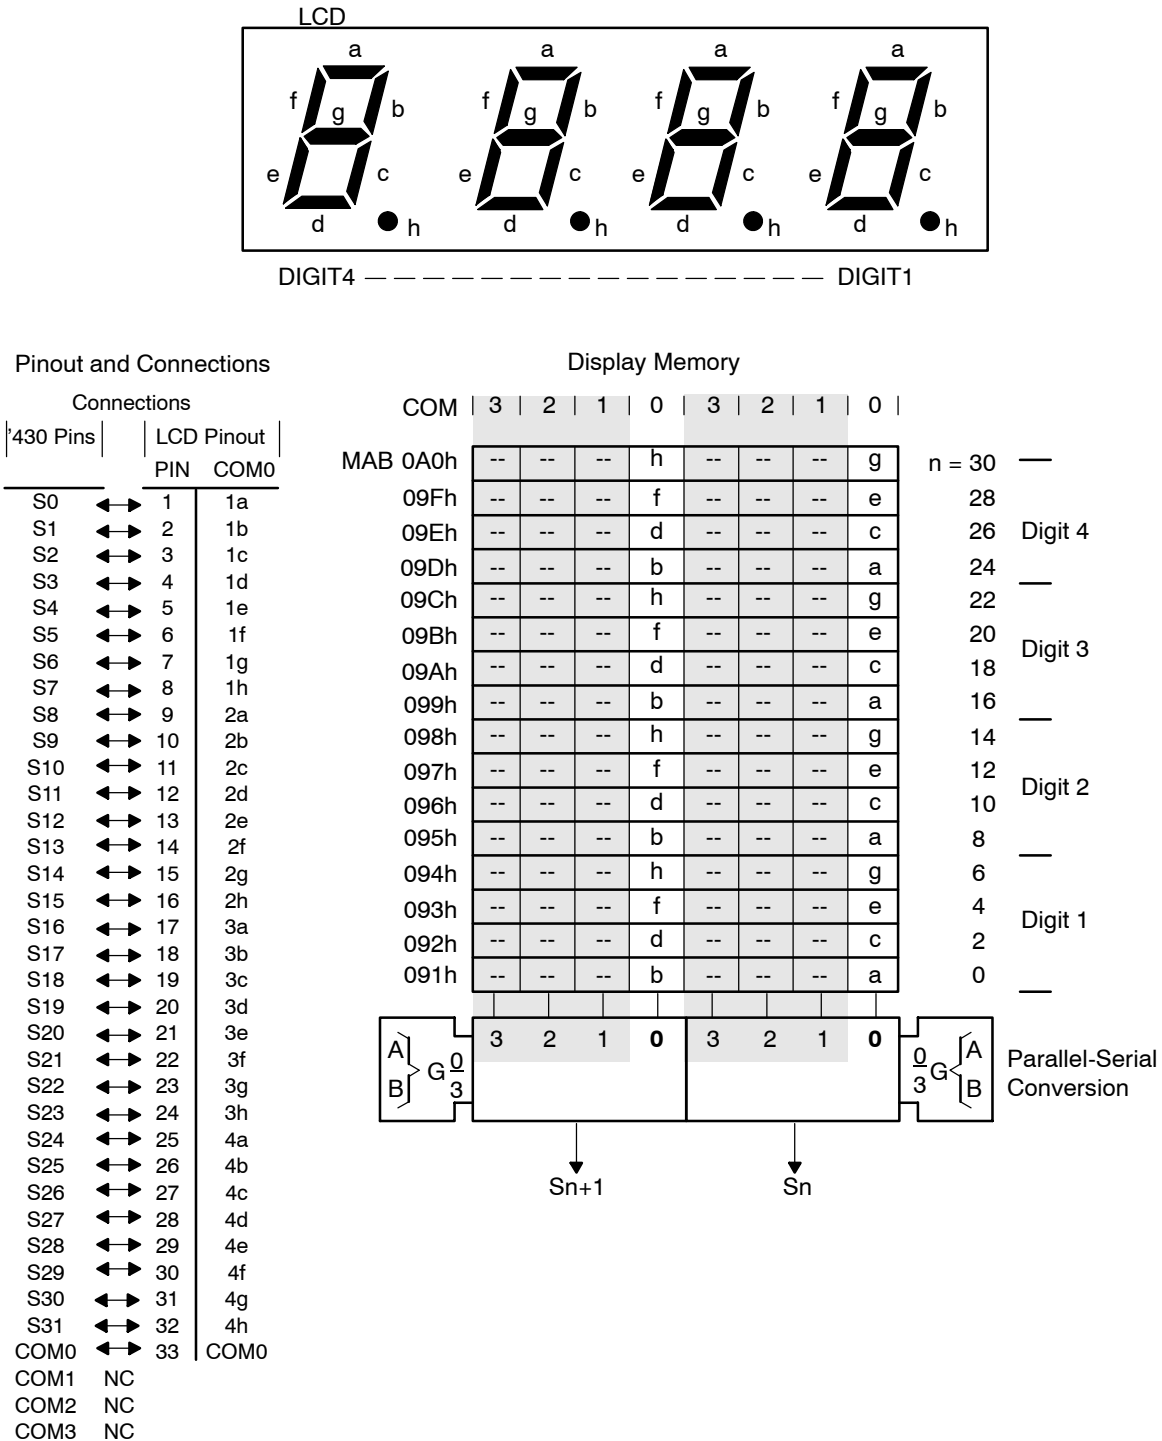 LCD
a a a a
f g b f g b f g b f g b
e c e c e c e c
d h d h d h d h
DIGIT4 — — — — — — — — — — — — — — — — DIGIT1
Pinout and Connections
Connections
'430 Pins LCD Pinout
PIN COM0
S0 1 1a
S1 2 1b
S2 3 1c
S3 4 1d
S4 5 1e
S5 6 1f
S6 7 1g
S7 8 1h
S8 9 2a
S9 10 2b
S10 11 2c
S11 12 2d
S12 13 2e
S13 14 2f
S14 15 2g
S15 16 2h
S16 17 3a
S17 18 3b
S18 19 3c
S19 20 3d
S20 21 3e
S21 22 3f
S22 23 3g
S23 24 3h
S24 25 4a
S25 26 4b
S26 27 4c
S27 28 4d
S28 29 4e
S29 30 4f
S30 31 4g
S31 32 4h
COM0 33 COM0
COM1 NC
COM2 NC
COM3 NC
Display Memory
COM 3 2 1 0 3 2 1 0
MAB 0A0h -- -- -- h -- -- -- g n = 30
09Fh -- -- -- f -- -- -- e 28
09Eh -- -- -- d -- -- -- c 26 Digit 4
09Dh -- -- -- b -- -- -- a 24
09Ch -- -- -- h -- -- -- g 22
09Bh -- -- -- f -- -- -- e 20
Digit 3
09Ah -- -- -- d -- -- -- c 18
099h -- -- -- b -- -- -- a 16
098h -- -- -- h -- -- -- g 14
097h -- -- -- f -- -- -- e 12
Digit 2
096h -- -- -- d -- -- -- c 10
095h -- -- -- b -- -- -- a 8
094h -- -- -- h -- -- -- g 6
093h -- -- -- f -- -- -- e 4
Digit 1
092h -- -- -- d -- -- -- c 2
091h -- -- -- b -- -- -- a 0
3 2 1 0 3 2 1 0
A B G 0/3
0/3 G A B
Parallel-Serial
Conversion
Sn+1 Sn